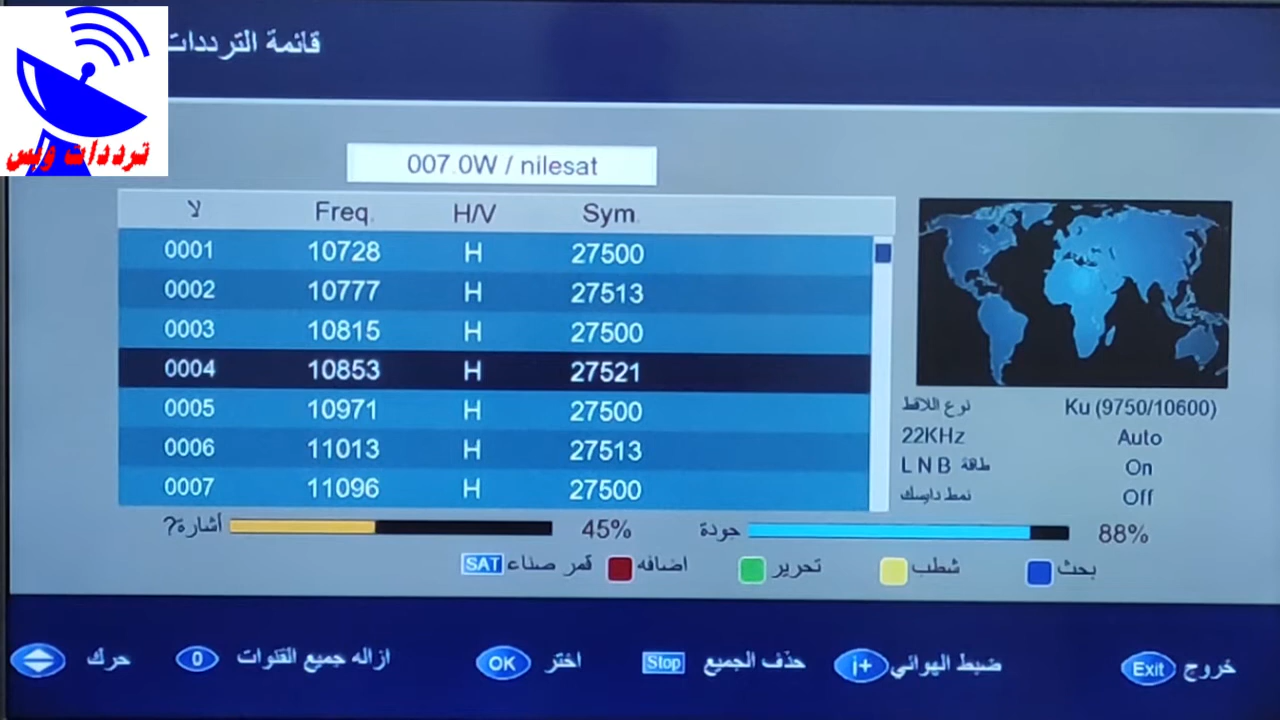 قائمة الترددات
ترددات ويس
007.0W / nilesat
لا Freq. H/V Sym.
0001 10728 H 27500
0002 10777 H 27513
0003 10815 H 27500
0004 10853 H 27521
0005 10971 H 27500
0006 11013 H 27513
0007 11096 H 27500
نوع اللاقط Ku (9750/10600)
22KHz Auto
طاقة L N B On
نمط دايسك Off
أشارة? 45% جودة 88%
SAT قمر صناء اضافه تحرير شطب بحث
حرك 0 ازاله جميع القنوات OK اختر Stop حذف الجميع i+ ضبط الهوائي Exit خروج